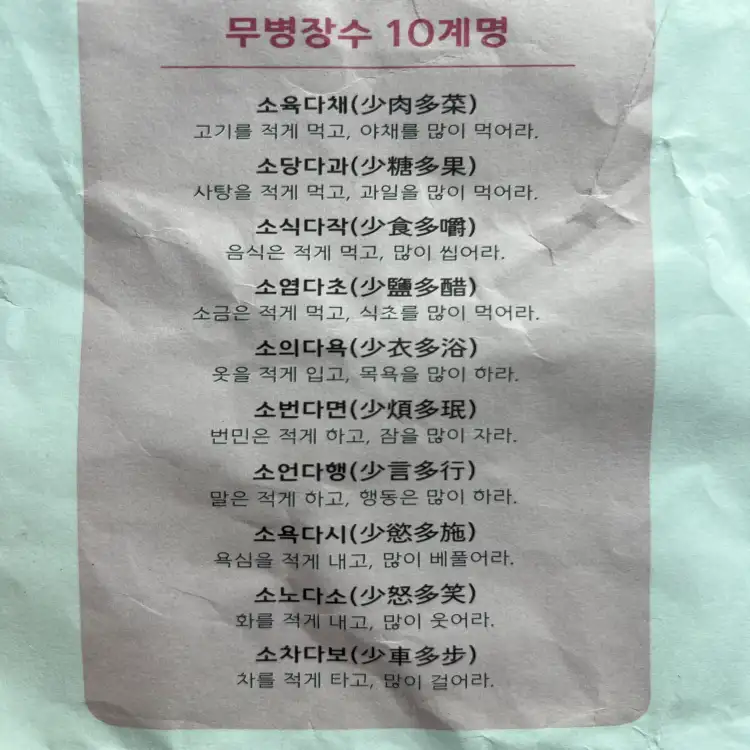 무병장수 10계명
소육다채(少肉多菜)
고기를 적게 먹고, 야채를 많이 먹어라.
소당다과(少糖多果)
사탕을 적게 먹고, 과일을 많이 먹어라.
소식다작(少食多嚼)
음식은 적게 먹고, 많이 씹어라.
소염다초(少鹽多醋)
소금은 적게 먹고, 식초를 많이 먹어라.
소의다욕(少衣多浴)
옷을 적게 입고, 목욕을 많이 하라.
소번다면(少煩多珉)
번민은 적게 하고, 잠을 많이 자라.
소언다행(少言多行)
말은 적게 하고, 행동은 많이 하라.
소욕다시(少慾多施)
욕심을 적게 내고, 많이 베풀어라.
소노다소(少怒多笑)
화를 적게 내고, 많이 웃어라.
소차다보(少車多步)
차를 적게 타고, 많이 걸어라.